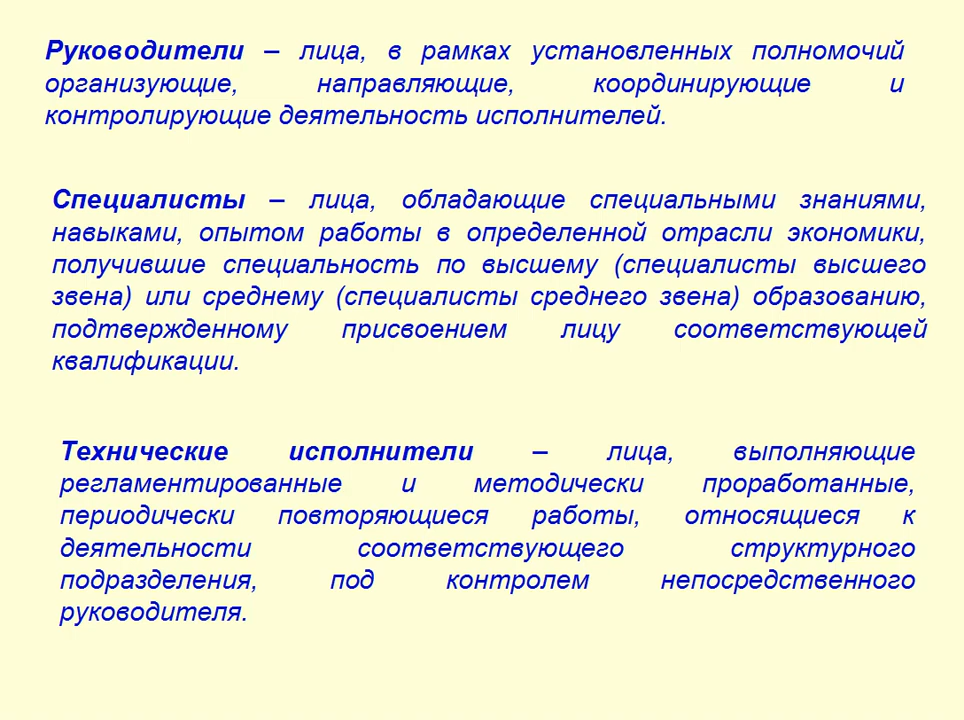 Руководители – лица, в рамках установленных полномочий
организующие, направляющие, координирующие и
контролирующие деятельность исполнителей.
Специалисты – лица, обладающие специальными знаниями,
навыками, опытом работы в определенной отрасли экономики,
получившие специальность по высшему (специалисты высшего
звена) или среднему (специалисты среднего звена) образованию,
подтвержденному присвоением лицу соответствующей
квалификации.
Технические исполнители – лица, выполняющие
регламентированные и методически проработанные,
периодически повторяющиеся работы, относящиеся к
деятельности соответствующего структурного
подразделения, под контролем непосредственного
руководителя.